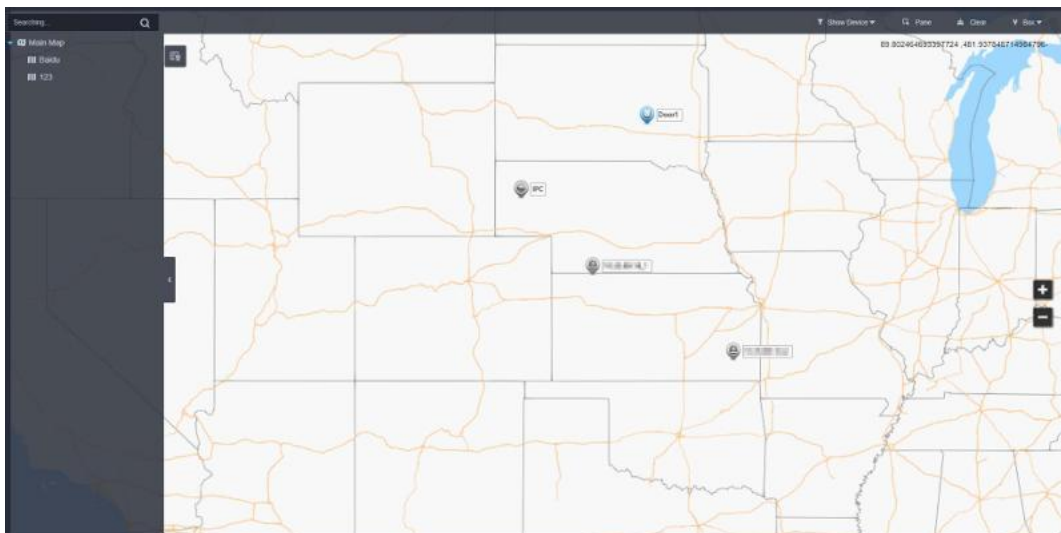 Searching...
Show Device
Pane
Clear
Box
Main Map
Baidu
123
Door1
IPC